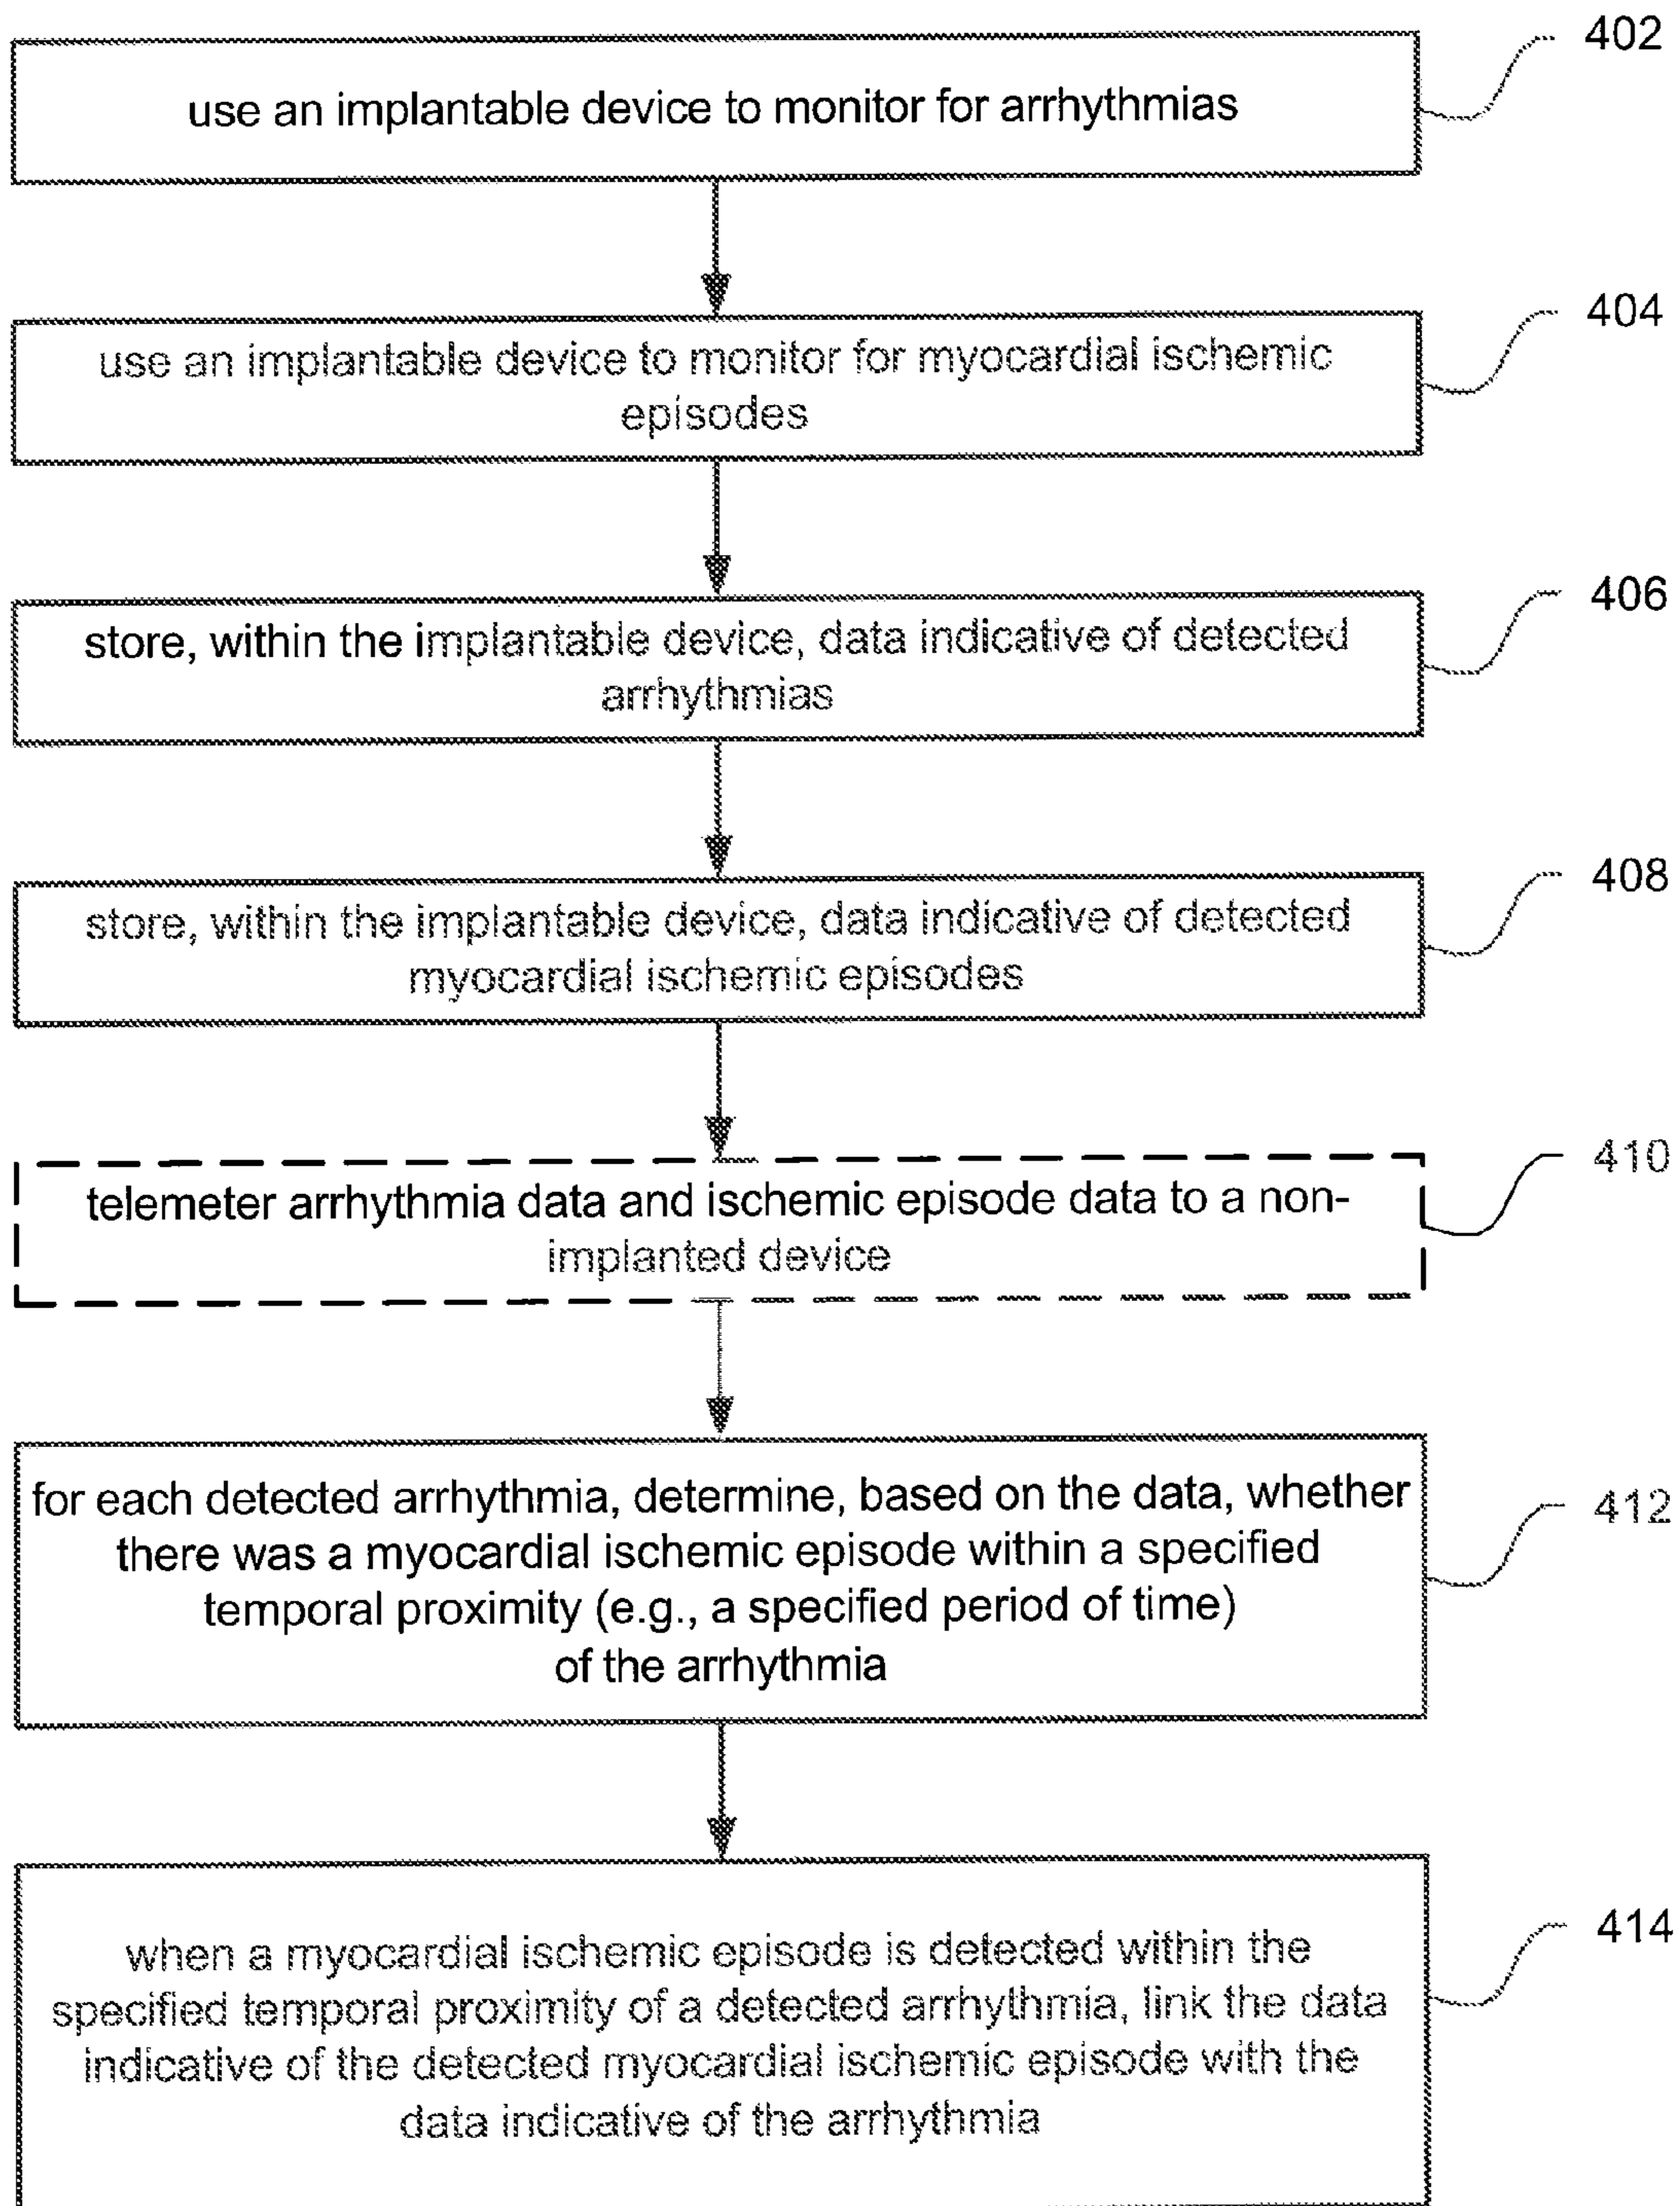 402
use an implantable device to monitor for arrhythmias
404
use an implantable device to monitor for myocardial ischemic
episodes
406
store, within the implantable device, data indicative of detected
arrhythmias
408
store, within the implantable device, data indicative of detected
myocardial ischemic episodes
410
telemeter arrhythmia data and ischemic episode data to a non-
implanted device
for each detected arrhythmia, determine, based on the data, whether
412
there was a myocardial ischemic episode within a specified
temporal proximity (e.g., a specified period of time)
of the arrhythmia
414
when a myocardial ischemic episode is detected within the
specified temporal proximity of a detected arrhythmia, link the data
indicative of the detected myocardial ischemic episode with the
data indicative of the arrhythmia